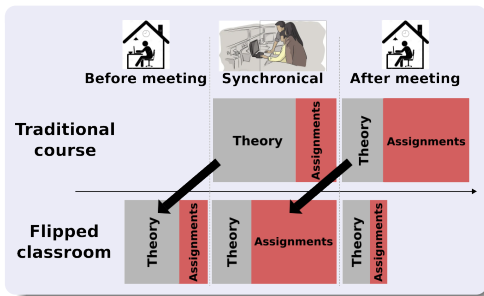 Before meeting
Synchronical
After meeting
Traditional
course
Theory
Assignments
Theory
Assignments
Flipped
classroom
Theory
Assignments
Theory
Assignments
Theory
Assignments